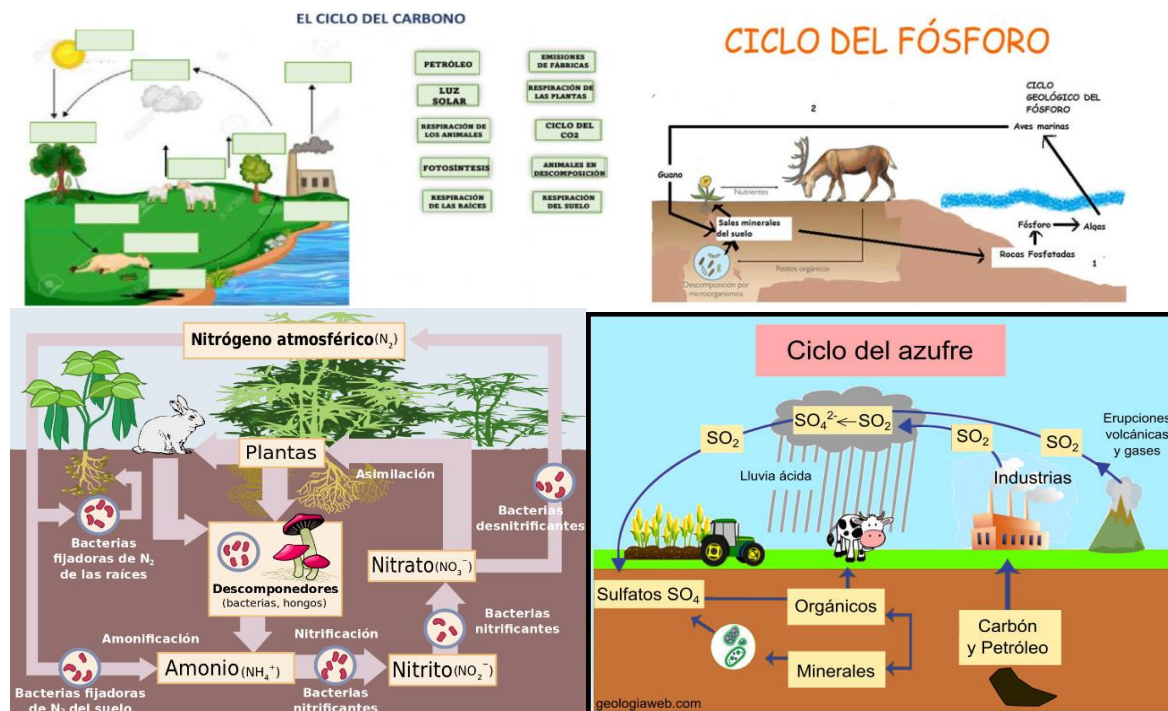 EL CICLO DEL CARBONO
PETRÓLEO
EMISIONES
DE FÁBRICAS
LUZ
SOLAR
RESPIRACIÓN DE
LAS PLANTAS
RESPIRACIÓN DE
LOS ANIMALES
CICLO DEL
CO2
FOTOSÍNTESIS
ANIMALES EN
DESCOMPOSICIÓN
RESPIRACIÓN
DE LAS RAÍCES
RESPIRACIÓN
DEL SUELO
CICLO DEL FÓSFORO
CICLO
GEOLÓGICO DEL
FÓSFORO
2
Aves marinas
Guano
Nutrientes
Sales minerales
del suelo
Fósforo
Algas
Rocas Fosfatadas
1
Restos orgánicos
Descomposición por
microorganismos
Nitrógeno atmosférico (N₂)
Plantas
Asimilación
Bacterias
desnitrificantes
Bacterias
fijadoras de N₂
de las raíces
Descomponedores
(bacterias, hongos)
Nitrato (NO₃⁻)
Bacterias
nitrificantes
Amonificación
Nitrificación
Amonio (NH₄⁺)
Nitrito (NO₂⁻)
Bacterias fijadoras
de N₂ del suelo
Bacterias
nitrificantes
Ciclo del azufre
SO₄²⁻←SO₂
SO₂
SO₂
SO₂
Erupciones
volcánicas
y gases
Lluvia ácida
Industrias
Sulfatos SO₄
Orgánicos
Minerales
Carbón
y Petróleo
geologiaweb.com